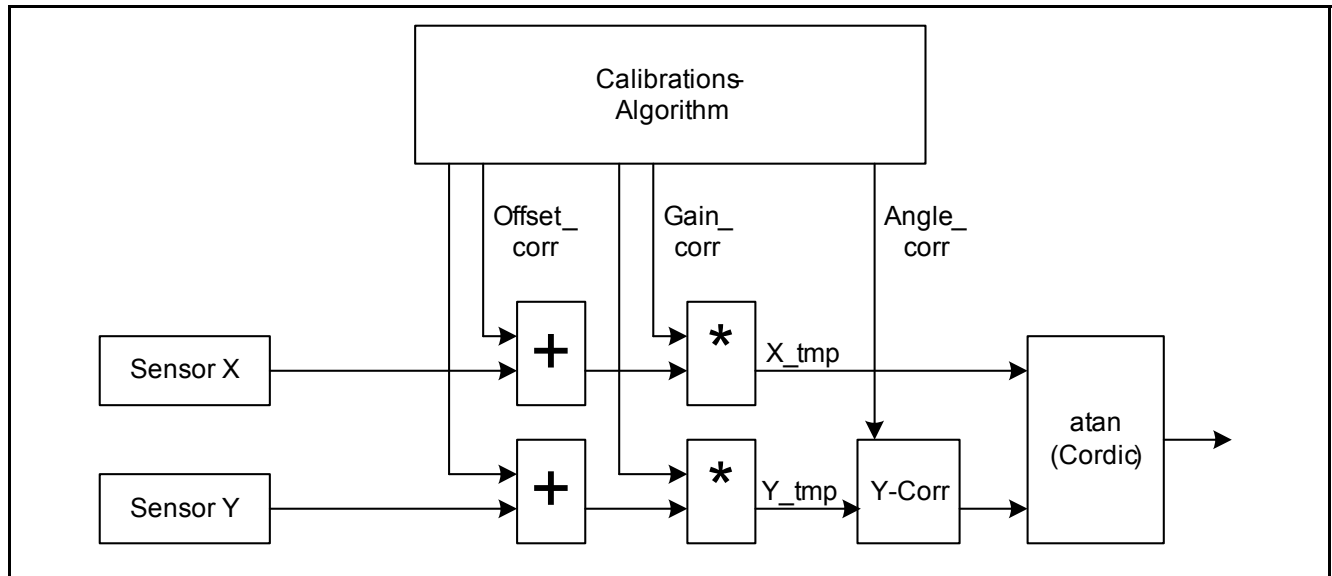 Calibrations-
Algorithm
Offset_
corr
Gain_
corr
Angle_
corr
Sensor X
+
*
X_tmp
atan
(Cordic)
Sensor Y
+
*
Y_tmp
Y-Corr